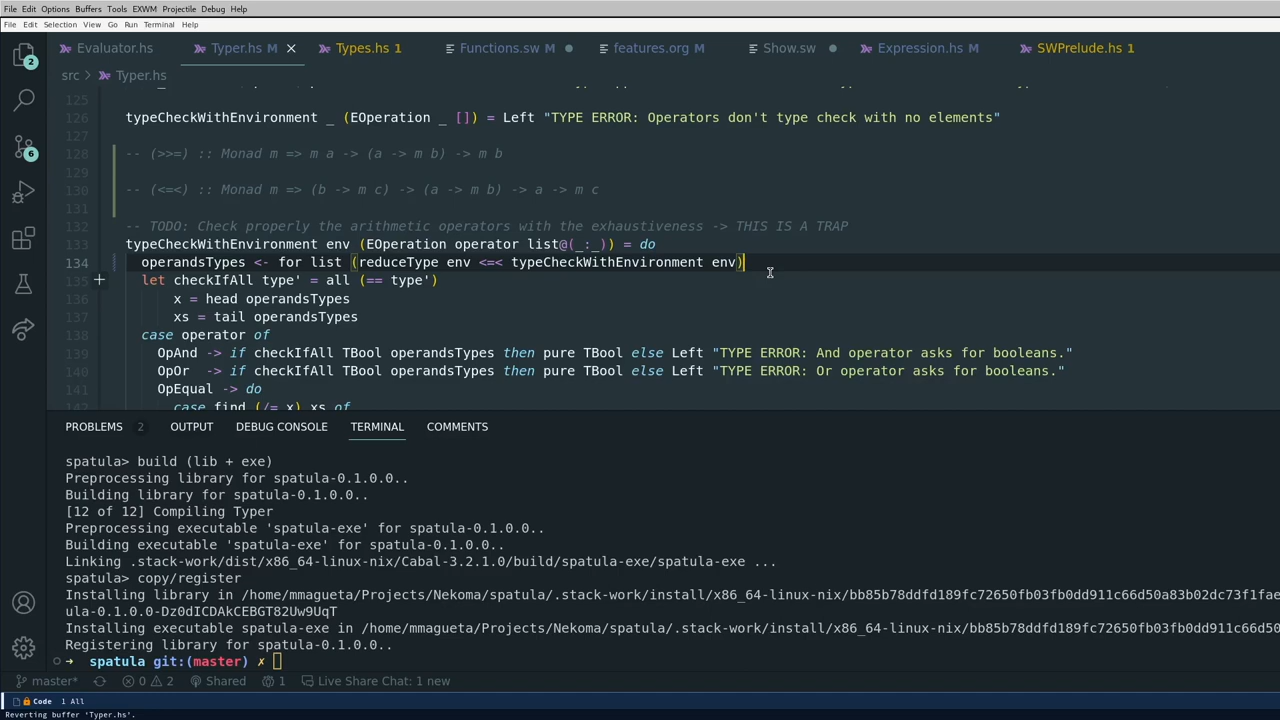 File Edit Options Buffers Tools EXWM Projectile Debug Help
File Edit Selection View Go Run Terminal Help
Evaluator.hs Typer.hs M Types.hs 1 Functions.sw M features.org M Show.sw Expression.hs M SWPrelude.hs 1
src Typer.hs
125
126 typeCheckWithEnvironment _ (EOperation _ []) = Left "TYPE ERROR: Operators don't type check with no elements"
127
128 -- (>>=) :: Monad m => m a -> (a -> m b) -> m b
129
130 -- (<=<) :: Monad m => (b -> m c) -> (a -> m b) -> a -> m c
131
132 -- TODO: Check properly the arithmetic operators with the exhaustiveness -> THIS IS A TRAP
133 typeCheckWithEnvironment env (EOperation operator list@(_:_)) = do
134 operandsTypes <- for list (reduceType env <=< typeCheckWithEnvironment env)
135 let checkIfAll type' = all (== type')
136 x = head operandsTypes
137 xs = tail operandsTypes
138 case operator of
139 OpAnd -> if checkIfAll TBool operandsTypes then pure TBool else Left "TYPE ERROR: And operator asks for booleans."
140 OpOr -> if checkIfAll TBool operandsTypes then pure TBool else Left "TYPE ERROR: Or operator asks for booleans."
141 OpEqual -> do
142 case find (/= x) xs of
PROBLEMS 2 OUTPUT DEBUG CONSOLE TERMINAL COMMENTS
spatula> build (lib + exe)
Preprocessing library for spatula-0.1.0.0..
Building library for spatula-0.1.0.0..
[12 of 12] Compiling Typer
Preprocessing executable 'spatula-exe' for spatula-0.1.0.0..
Building executable 'spatula-exe' for spatula-0.1.0.0..
Linking .stack-work/dist/x86_64-linux-nix/Cabal-3.2.1.0/build/spatula-exe/spatula-exe ...
spatula> copy/register
Installing library in /home/mmagueta/Projects/Nekoma/spatula/.stack-work/install/x86_64-linux-nix/bb85b78ddfd189fc72650fb03fb0dd911c66d50a83b02dc73f1fae
ula-0.1.0.0-Dz0dICDAkCEBGT82Uw9UqT
Installing executable spatula-exe in /home/mmagueta/Projects/Nekoma/spatula/.stack-work/install/x86_64-linux-nix/bb85b78ddfd189fc72650fb03fb0dd911c66d50
Registering library for spatula-0.1.0.0..
→ spatula git:(master) ✗
master* 0 2 Shared 1 Live Share Chat: 1 new
Code 1 All
Reverting buffer 'Typer.hs'.